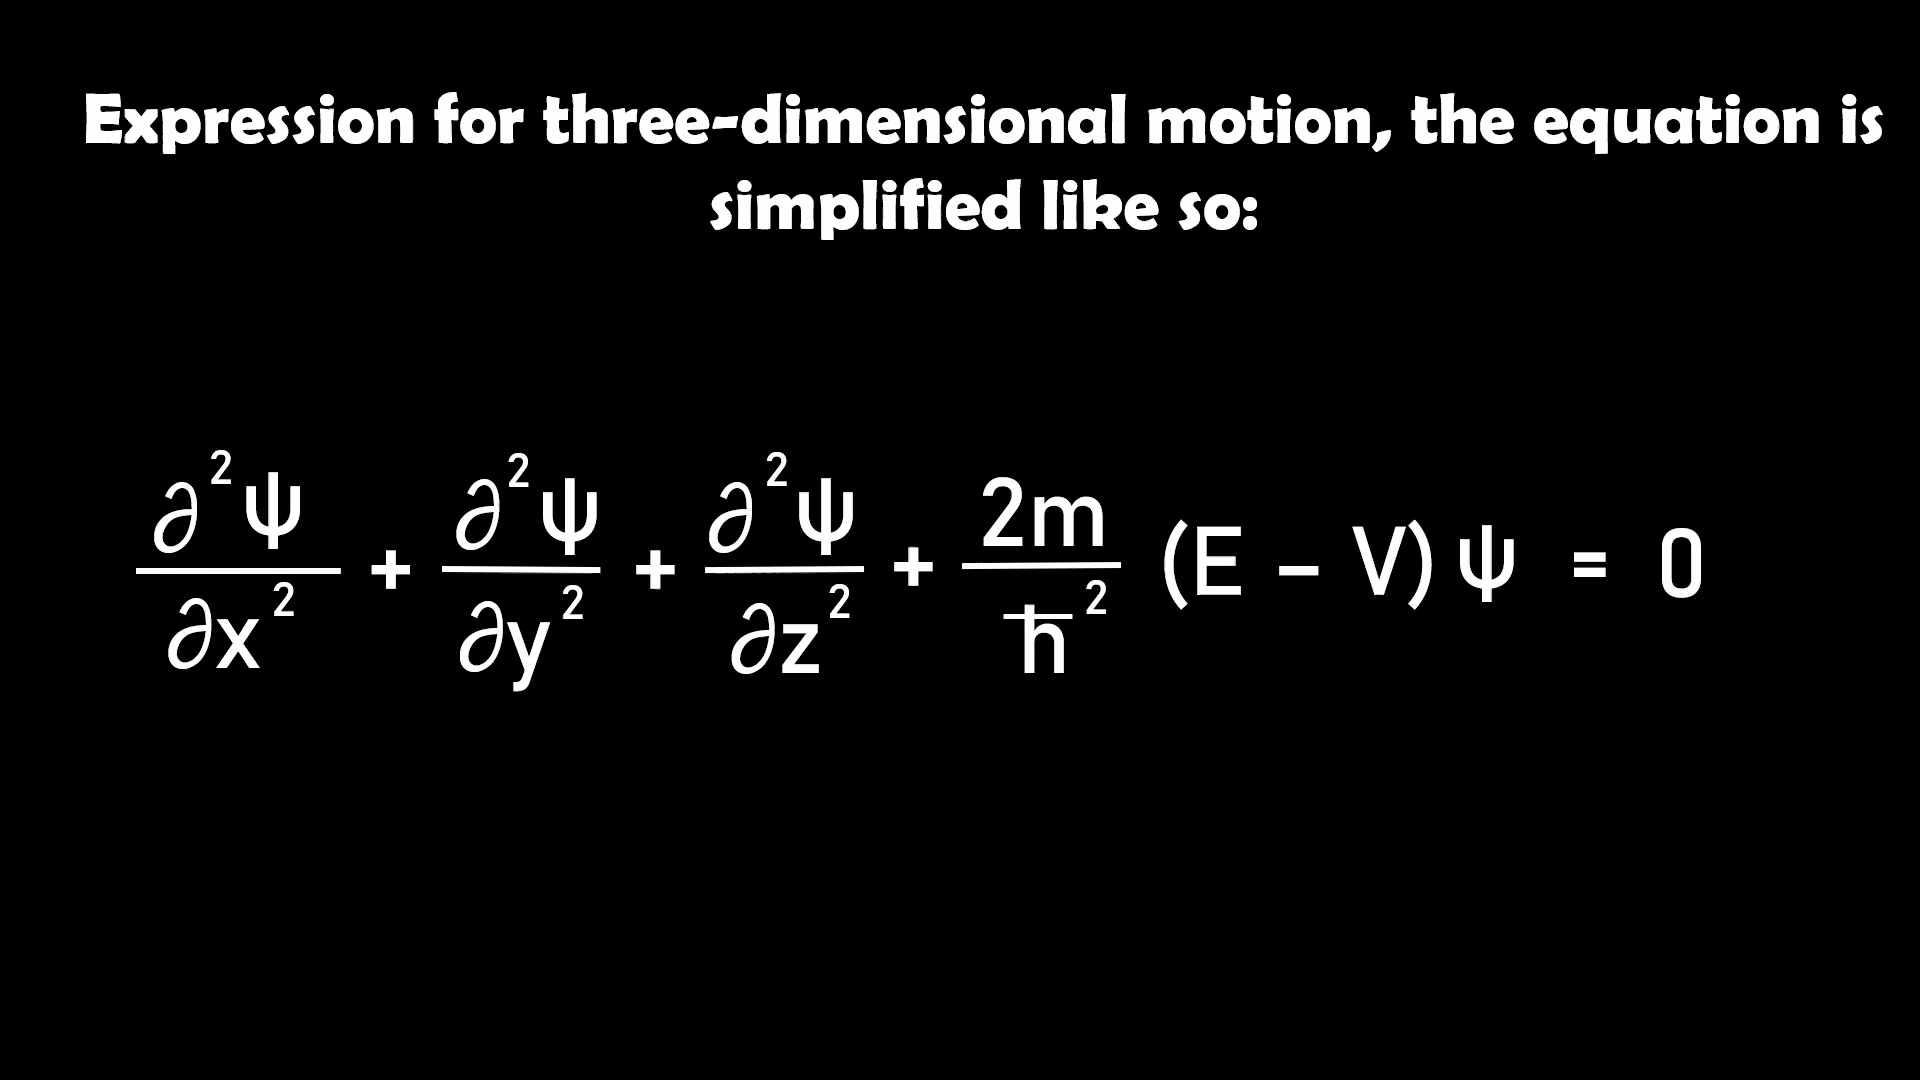 Expression for three-dimensional motion, the equation is
simplified like so:
∂²ψ/∂x² + ∂²ψ/∂y² + ∂²ψ/∂z² + 2m/ħ² (E – V) ψ = 0